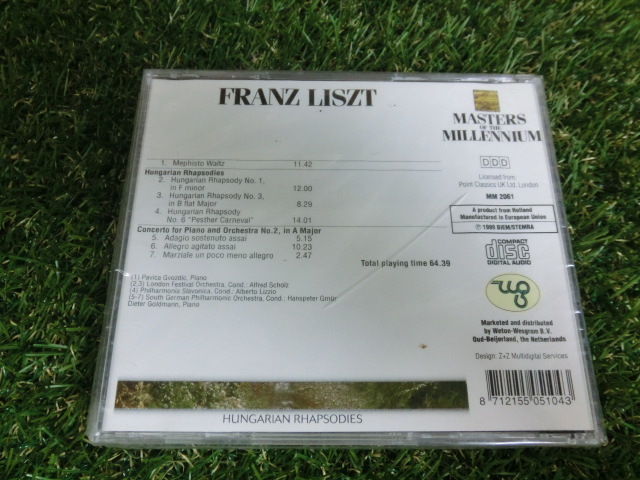 FRANZ LISZT
MASTERS
OF THE
MILLENNIUM
1. Mephisto Waltz 11.42
Hungarian Rhapsodies
2. Hungarian Rhapsody No. 1,
in F minor 12.00
3. Hungarian Rhapsody No. 3,
in B flat Major 8.29
4. Hungarian Rhapsody
No. 6 "Pesther Carneval" 14.01
Concerto for Piano and Orchestra No.2, in A Major
5. Adagio sostenuto assai 5.15
6. Allegro agitato assai 10.23
7. Marziale un poco meno allegro 2.47
Total playing time 64.39
(1) Pavica Gvozdic, Piano
(2,3) London Festival Orchestra, Cond.: Alfred Scholz
(4) Philharmonia Slavonica, Cond.: Alberto Lizzio
(5-7) South German Philharmonic Orchestra, Cond.: Hanspeter Gmür
Dieter Goldmann, Piano
DDD
Licensed from
Point Classics UK Ltd. London
MM 2061
A product from Holland
Manufactured in European Union
℗ 1999 BIEM/STEMRA
COMPACT
disc
DIGITAL AUDIO
Marketed and distributed
by Weton-Wesgram B.V.
Oud-Beijerland, the Netherlands
Design: Z+Z Multidigital Services
8 712155 051043
HUNGARIAN RHAPSODIES